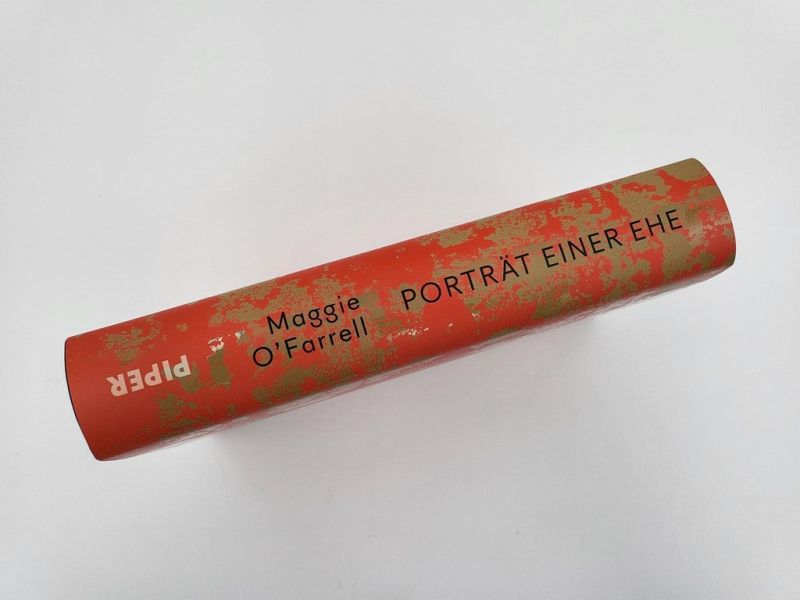 Maggie
O'Farrell
PORTRÄT EINER EHE
PIPER